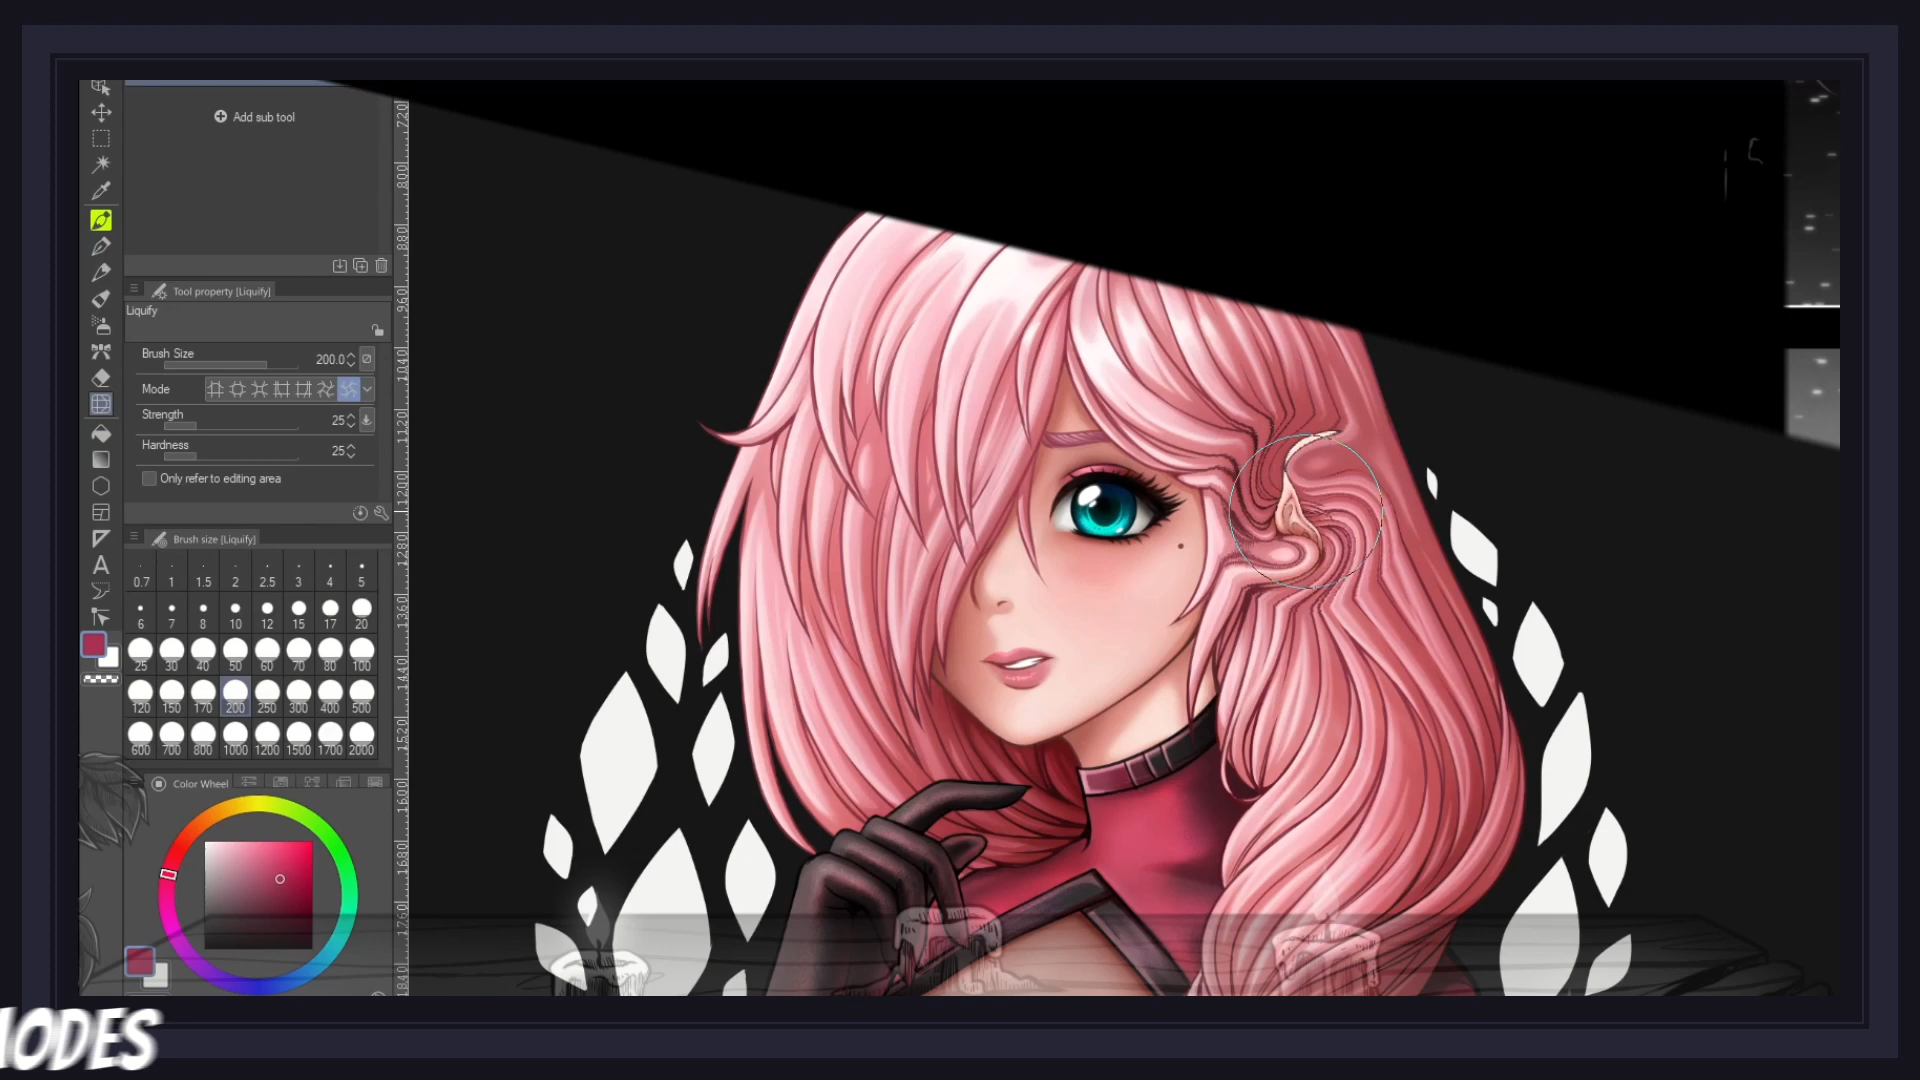 Add sub tool
Tool property [Liquify]
Liquify
Brush Size 200.0
Mode
Strength 25
Hardness 25
Only refer to editing area
Brush size [Liquify]
0.7 1 1.5 2 2.5 3 4 5
6 7 8 10 12 15 17 20
25 30 40 50 60 70 80 100
120 150 170 200 250 300 400 500
600 700 800 1000 1200 1500 1700 2000
Color Wheel
720
800
880
960
1040
1120
1200
1280
1360
1440
1520
1600
1680
1760
1840